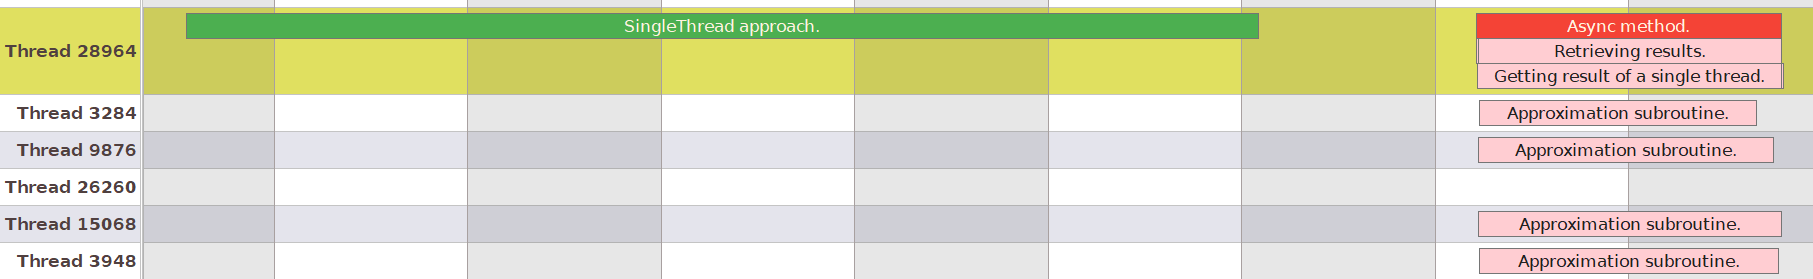 SingleThread approach.
Async method.
Thread 28964
Retrieving results.
Getting result of a single thread.
Thread 3284
Approximation subroutine.
Thread 9876
Approximation subroutine.
Thread 26260
Thread 15068
Approximation subroutine.
Thread 3948
Approximation subroutine.